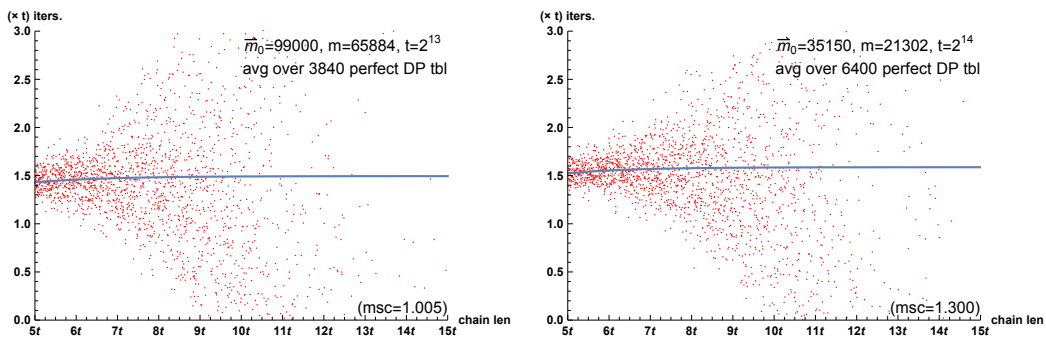 (× t) iters.
3.0
2.5
2.0
1.5
1.0
0.5
0.0
m⃗₀=99000, m=65884, t=2¹³
avg over 3840 perfect DP tbl
(msc=1.005)
5t 6t 7t 8t 9t 10t 11t 12t 13t 14t 15t
chain len
(× t) iters.
3.0
2.5
2.0
1.5
1.0
0.5
0.0
m⃗₀=35150, m=21302, t=2¹⁴
avg over 6400 perfect DP tbl
(msc=1.300)
5t 6t 7t 8t 9t 10t 11t 12t 13t 14t 15t
chain len